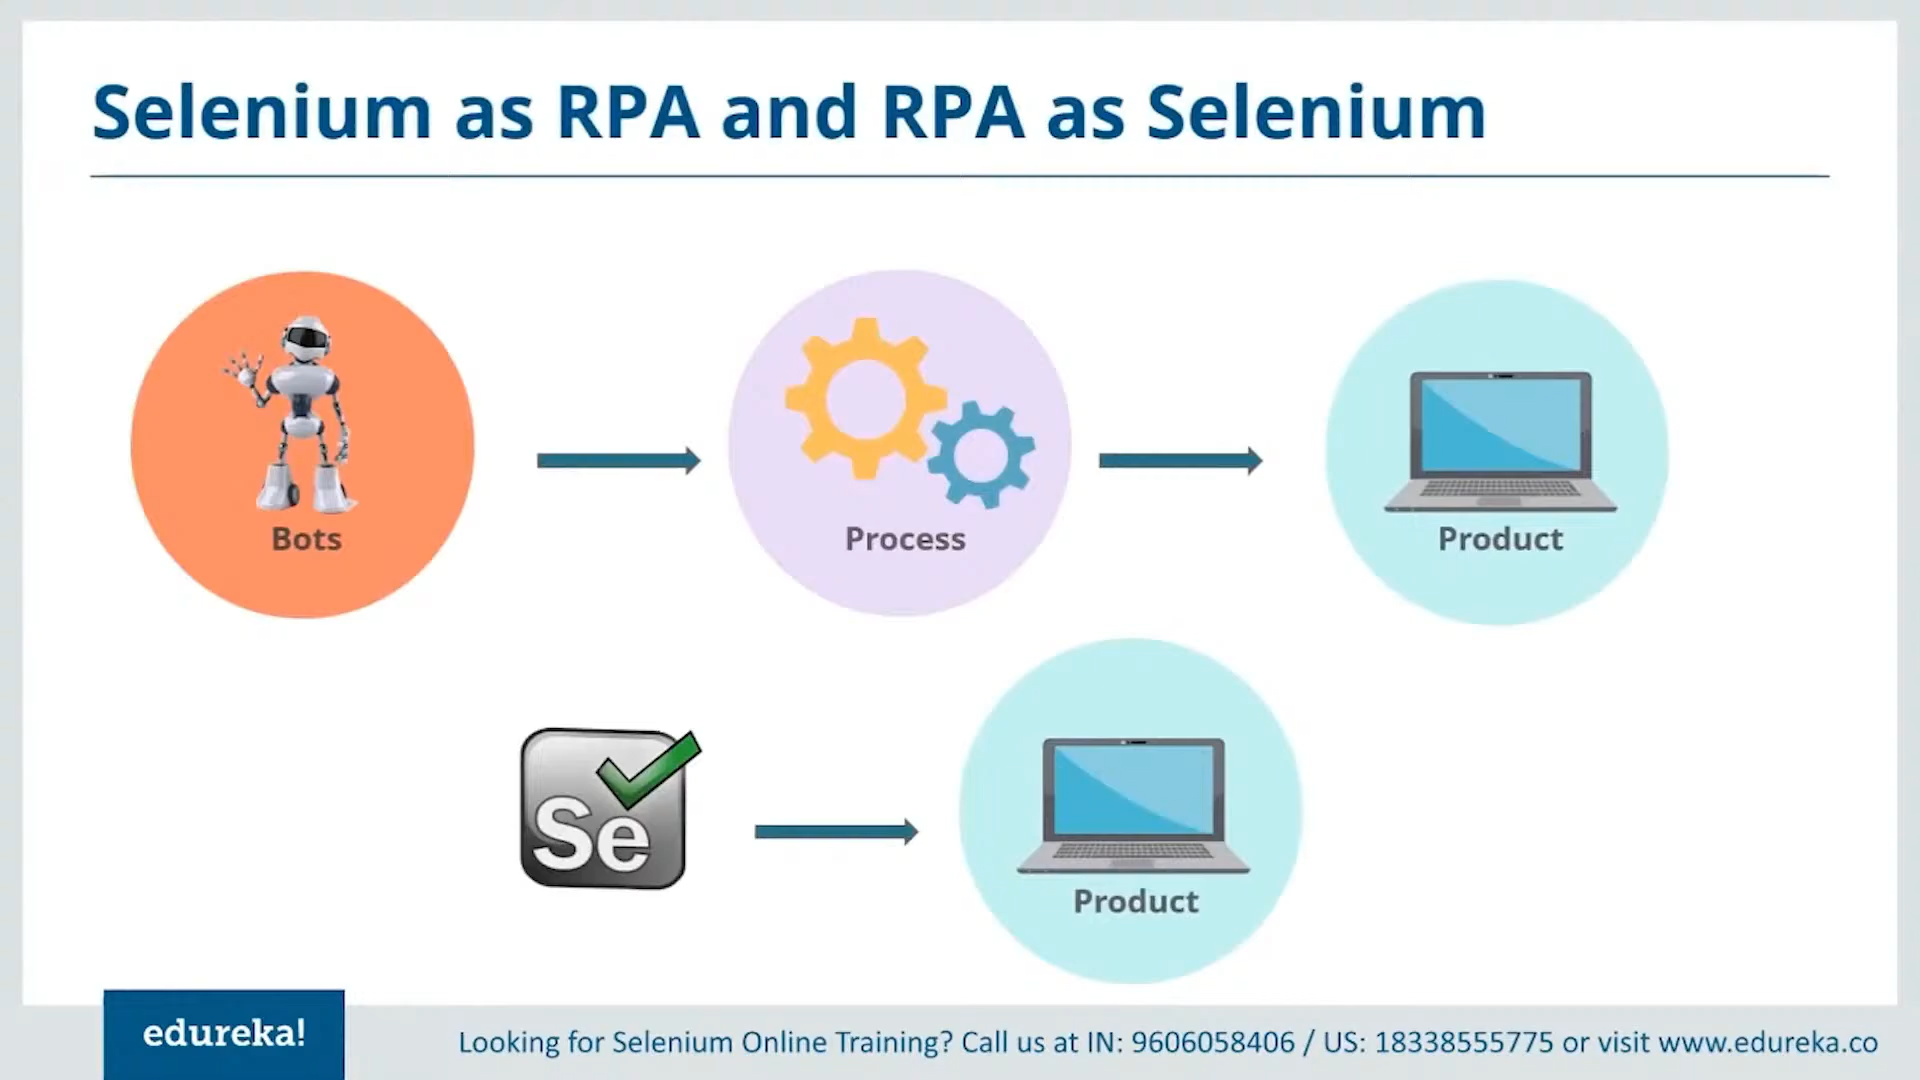 Selenium as RPA and RPA as Selenium
Bots
Process
Product
Se
Product
edureka!
Looking for Selenium Online Training? Call us at IN: 9606058406 / US: 18338555775 or visit www.edureka.co